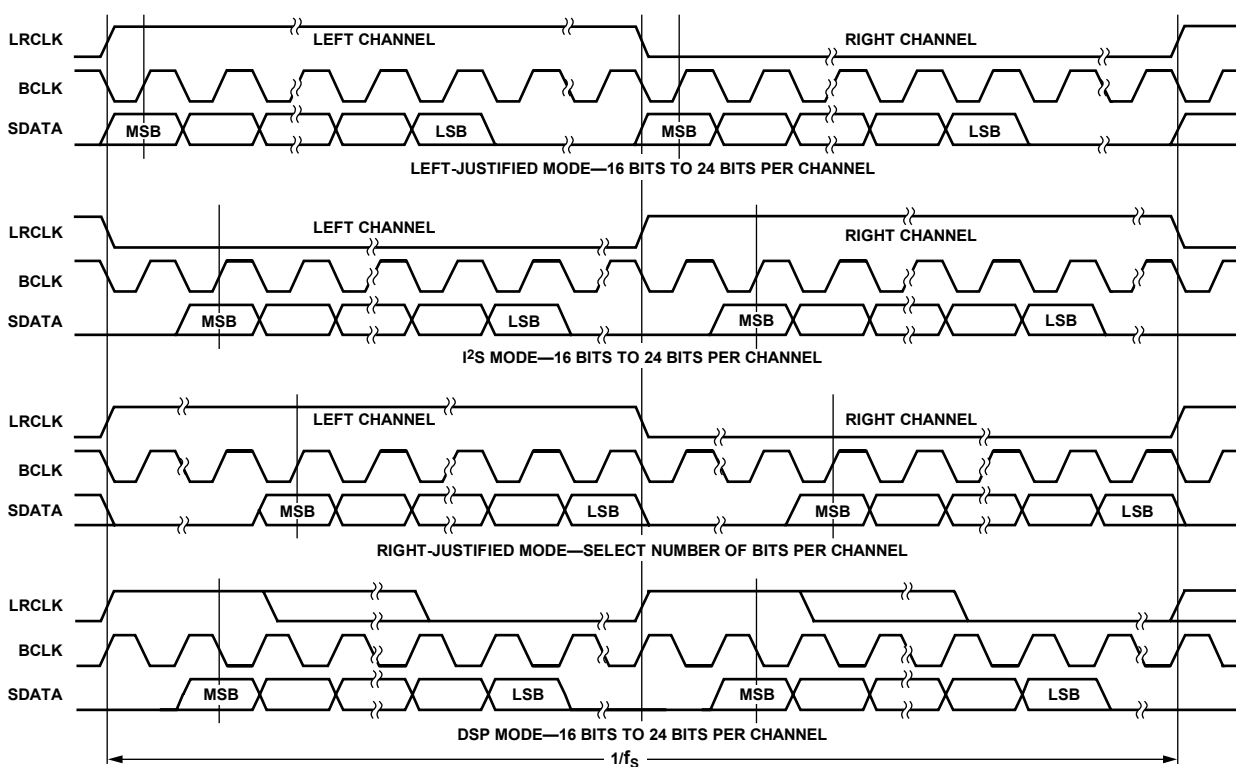 LRCLK LEFT CHANNEL RIGHT CHANNEL
BCLK
SDATA MSB LSB MSB LSB
LEFT-JUSTIFIED MODE—16 BITS TO 24 BITS PER CHANNEL
LRCLK LEFT CHANNEL RIGHT CHANNEL
BCLK
SDATA MSB LSB MSB LSB
I²S MODE—16 BITS TO 24 BITS PER CHANNEL
LRCLK LEFT CHANNEL RIGHT CHANNEL
BCLK
SDATA MSB LSB MSB LSB
RIGHT-JUSTIFIED MODE—SELECT NUMBER OF BITS PER CHANNEL
LRCLK
BCLK
SDATA MSB LSB MSB LSB
DSP MODE—16 BITS TO 24 BITS PER CHANNEL
1/fS